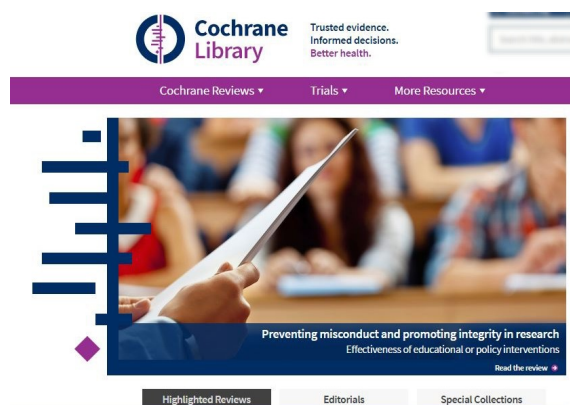 Cochrane
Library
Trusted evidence.
Informed decisions.
Better health.
Cochrane Reviews ▾ Trials ▾ More Resources ▾
Preventing misconduct and promoting integrity in research
Effectiveness of educational or policy interventions
Read the review
Highlighted Reviews Editorials Special Collections